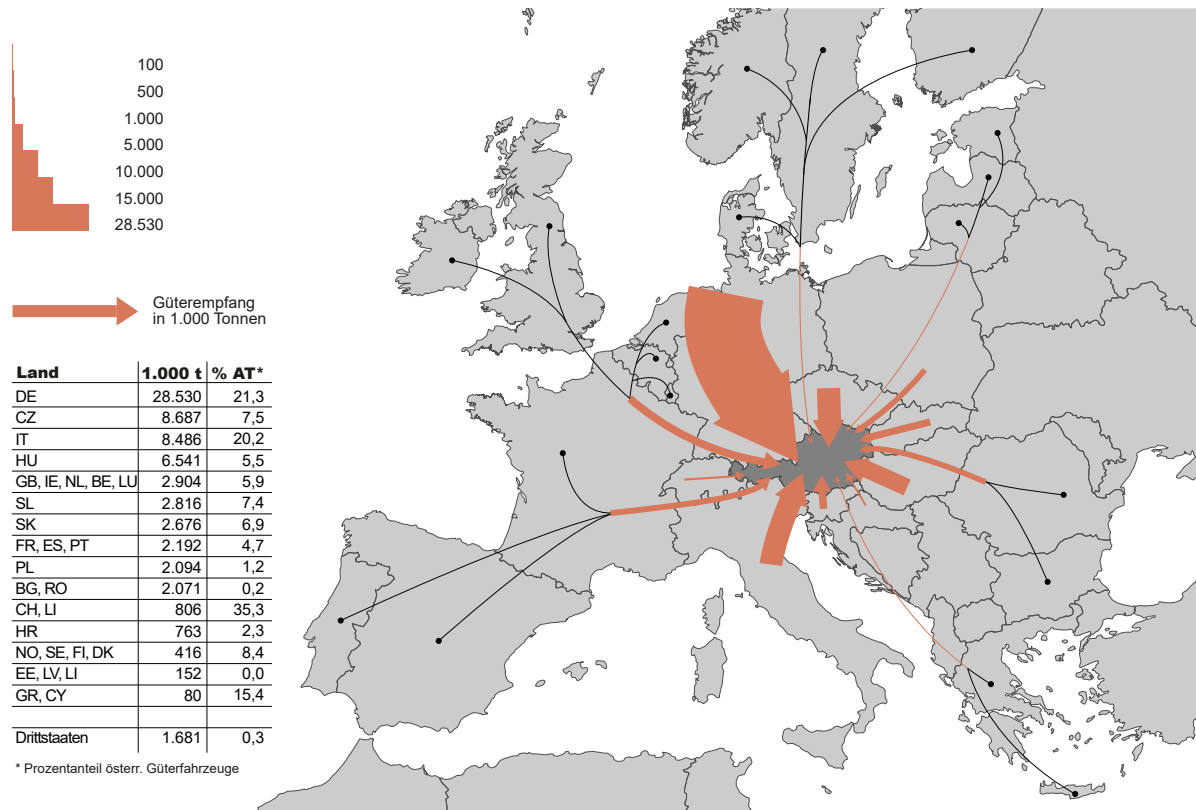 100
500
1.000
5.000
10.000
15.000
28.530
Güterempfang
in 1.000 Tonnen
Land 1.000 t % AT*
DE 28.530 21,3
CZ 8.687 7,5
IT 8.486 20,2
HU 6.541 5,5
GB, IE, NL, BE, LU 2.904 5,9
SL 2.816 7,4
SK 2.676 6,9
FR, ES, PT 2.192 4,7
PL 2.094 1,2
BG, RO 2.071 0,2
CH, LI 806 35,3
HR 763 2,3
NO, SE, FI, DK 416 8,4
EE, LV, LI 152 0,0
GR, CY 80 15,4
Drittstaaten 1.681 0,3
* Prozentanteil österr. Güterfahrzeuge